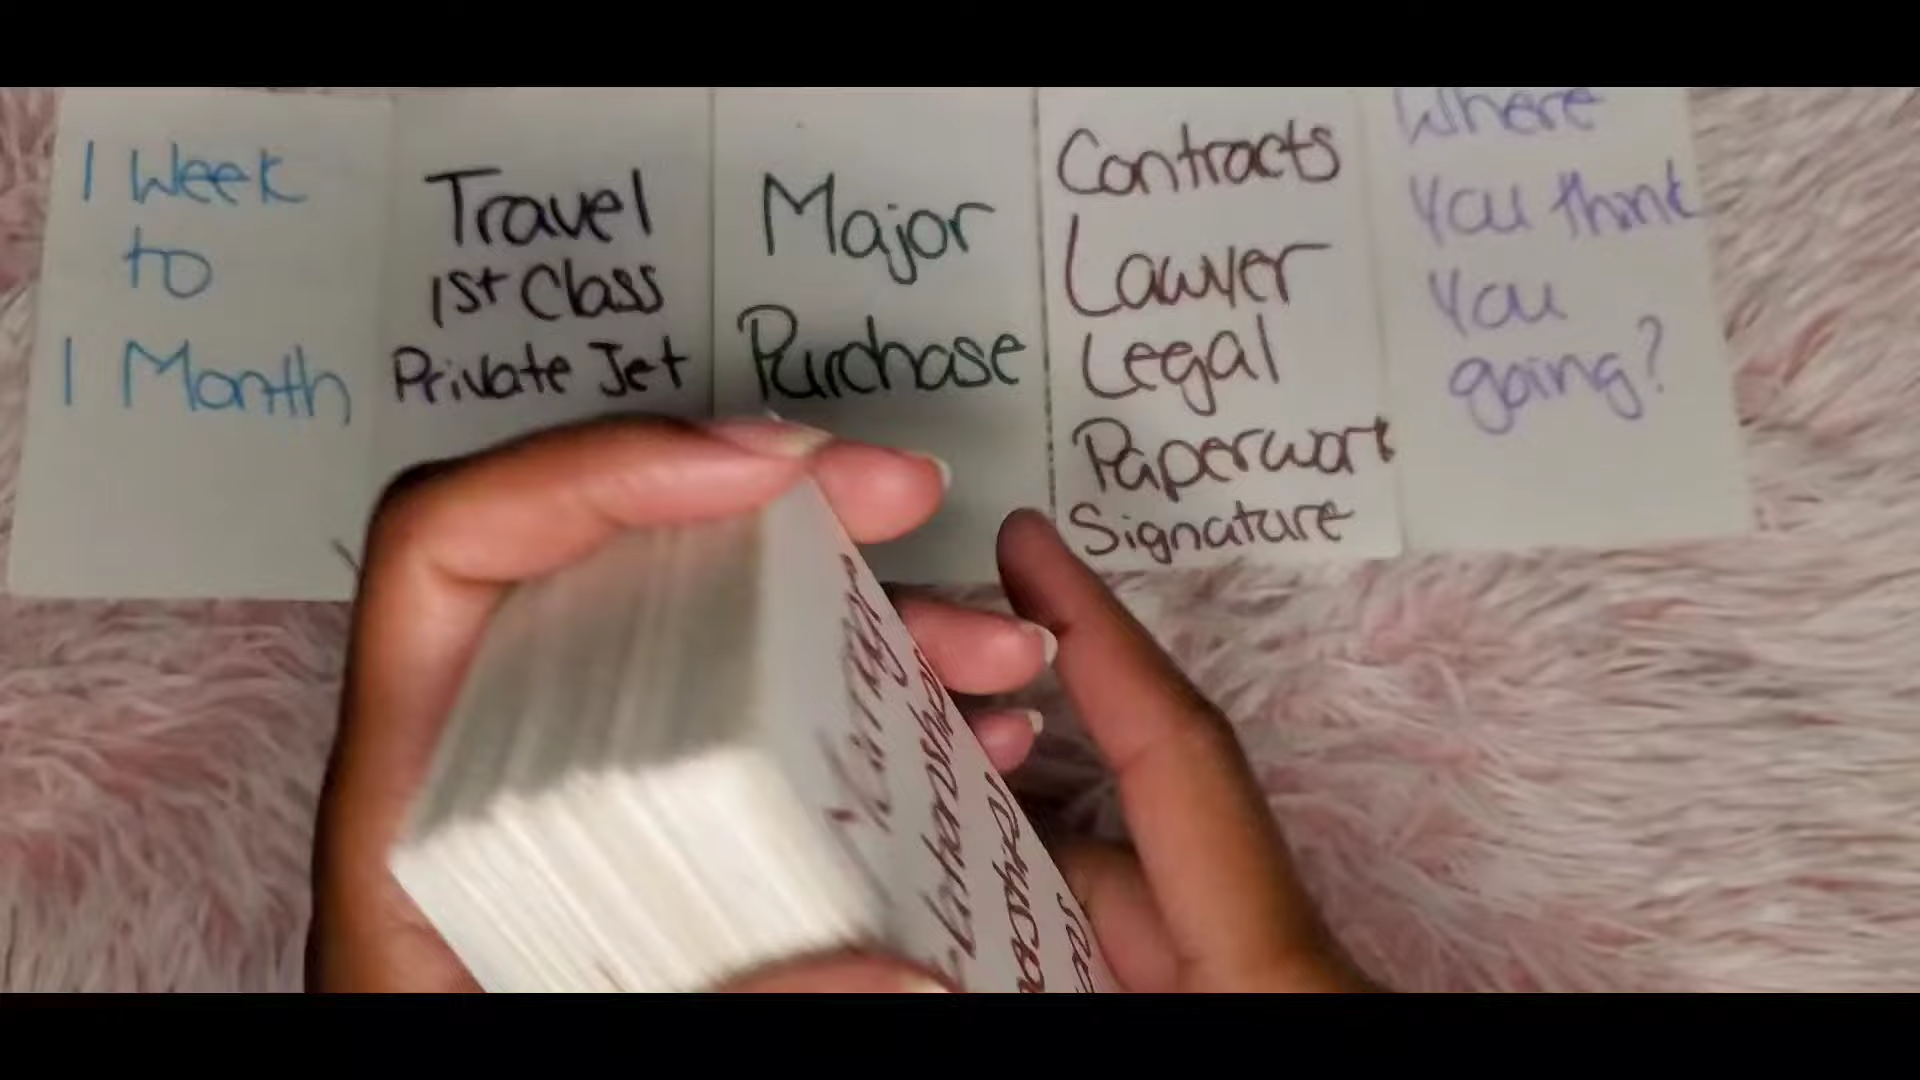 1 Week
to
1 Month
Travel
1st Class
Private Jet
Major
Purchase
Contracts
Lawyer
Legal
Paperwork
Signature
Where
You think
You
going?